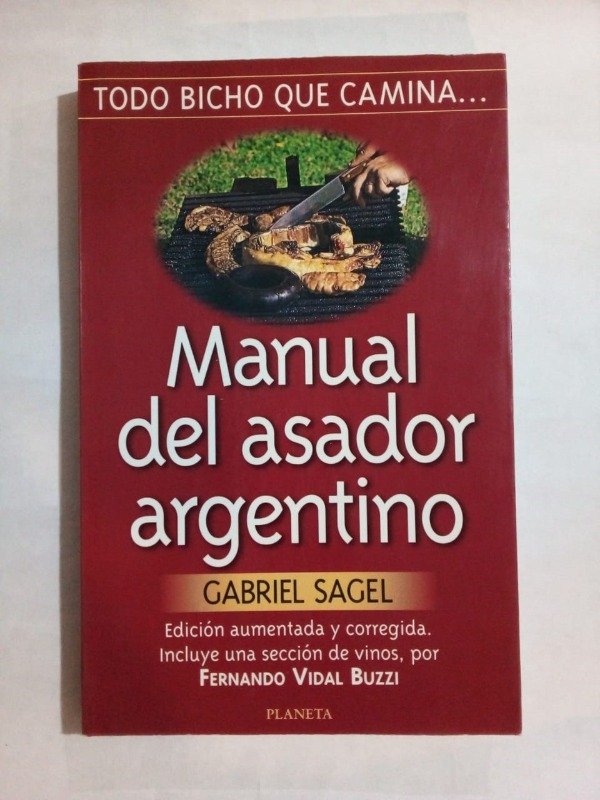 TODO BICHO QUE CAMINA...
Manual
del asador
argentino
GABRIEL SAGEL
Edición aumentada y corregida.
Incluye una sección de vinos, por
FERNANDO VIDAL BUZZI
PLANETA